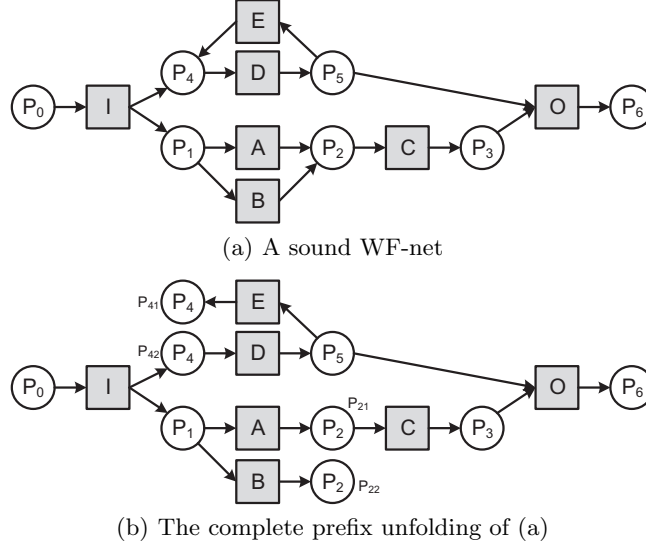 E
P4 D P5
P0 I O P6
P1 A P2 C P3
B
(a) A sound WF-net
P41 P4 E
P42 P4 D P5
P0 I O P6
P21
P1 A P2 C P3
B P2 P22
(b) The complete prefix unfolding of (a)